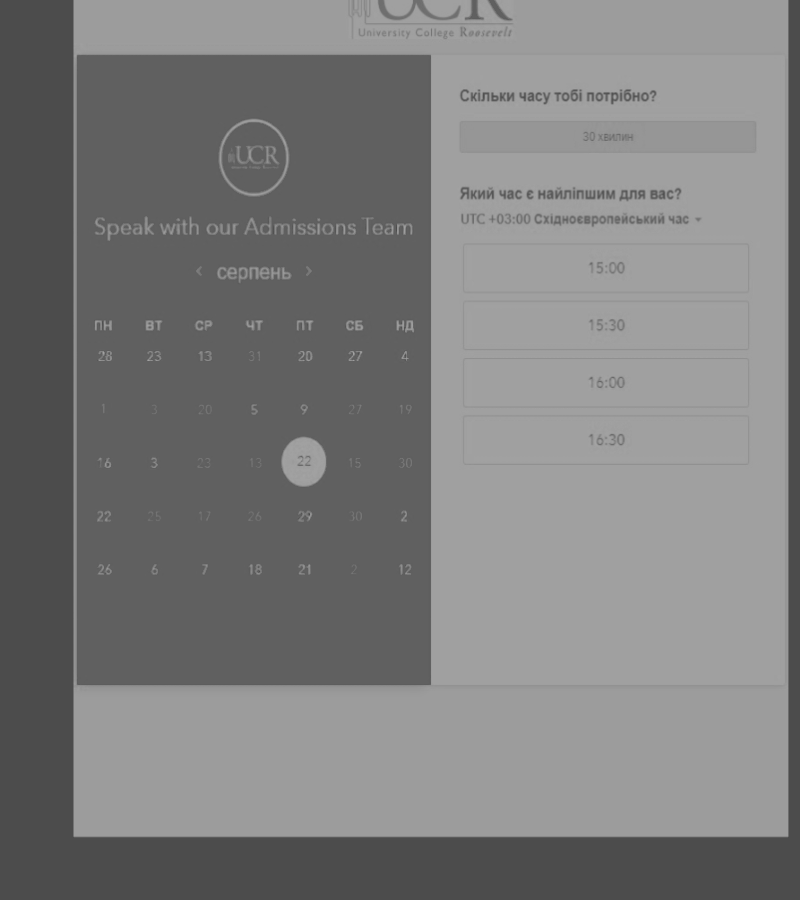 UCR
University College Roosevelt
UCR
Speak with our Admissions Team
‹ серпень ›
ПН ВТ СР ЧТ ПТ СБ НД
28 23 13 31 20 27 4
1 3 20 5 9 27 19
16 3 23 13 22 15 30
22 25 17 26 29 30 2
26 6 7 18 21 2 12
Скільки часу тобі потрібно?
30 хвилин
Який час є найліпшим для вас?
UTC +03:00 Східноєвропейський час
15:00
15:30
16:00
16:30